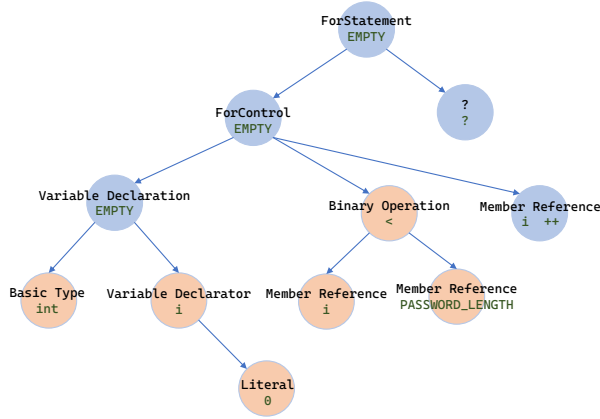 ForStatement
EMPTY
?
?
ForControl
EMPTY
Variable Declaration
EMPTY
Binary Operation
<
Member Reference
i ++
Basic Type
int
Variable Declarator
i
Member Reference
i
Member Reference
PASSWORD_LENGTH
Literal
0